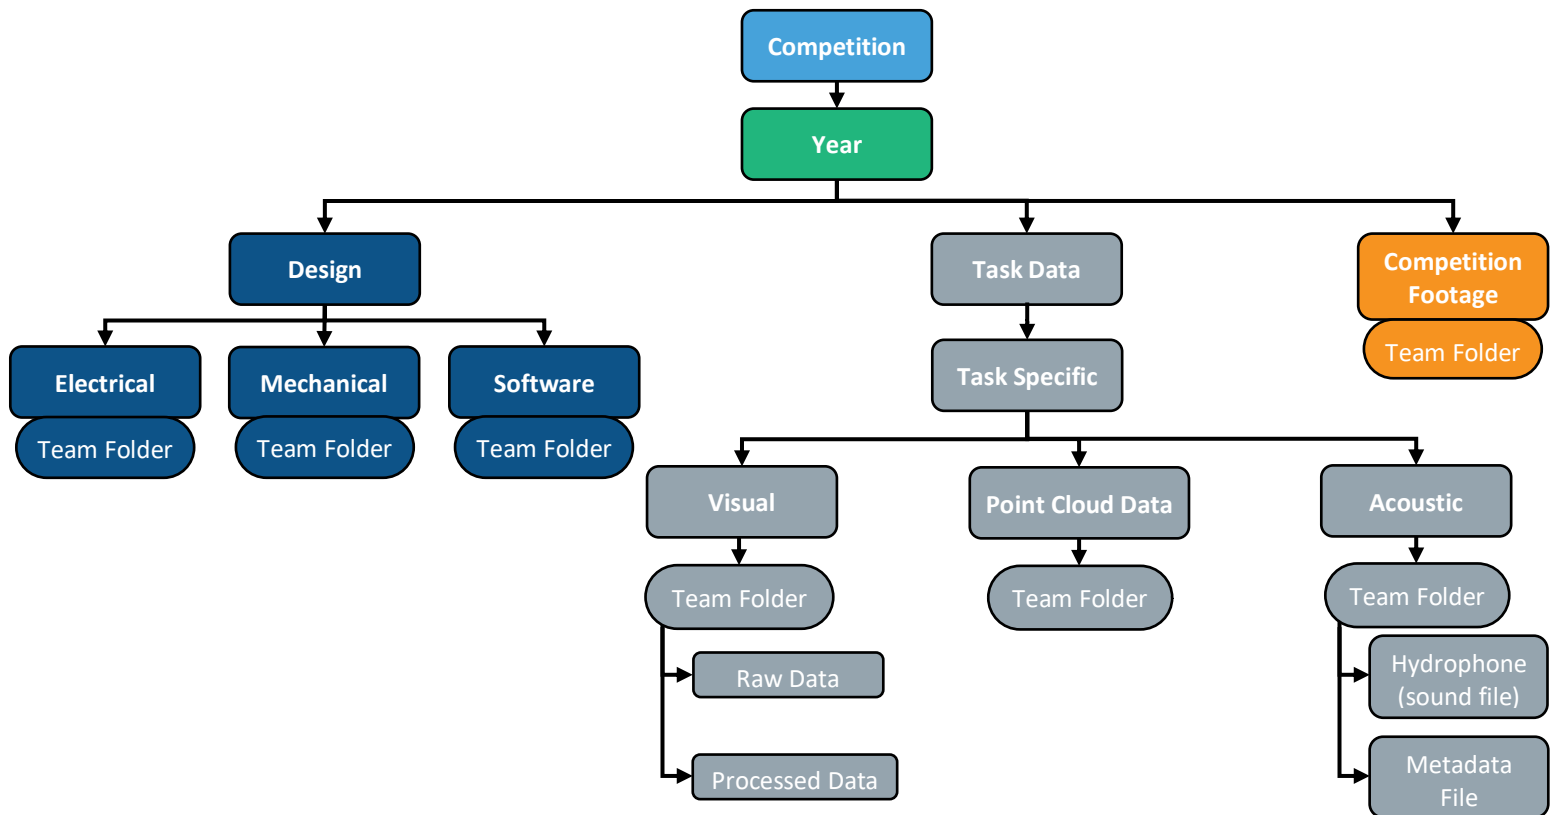 Competition
Year
Design
Task Data
Competition
Footage
Team Folder
Electrical
Mechanical
Software
Task Specific
Team Folder
Team Folder
Team Folder
Visual
Point Cloud Data
Acoustic
Team Folder
Team Folder
Team Folder
Raw Data
Hydrophone
(sound file)
Processed Data
Metadada
File